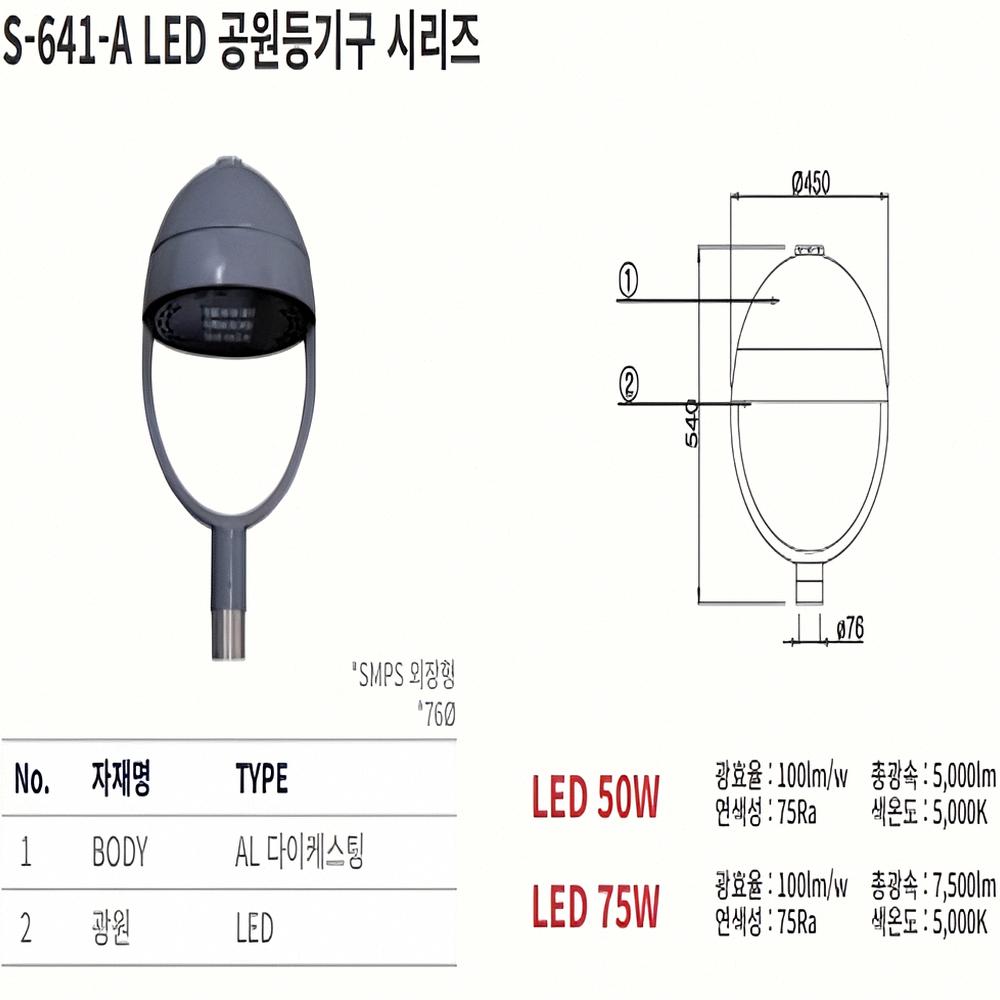 S-641-A LED 공원등기구 시리즈
Ø450
①
②
540
ø76
*SMPS 외장형
*76Ø
No. 자재명 TYPE
1 BODY AL 다이케스팅
2 광원 LED
LED 50W
광효율 : 100lm/w 총광속 : 5,000lm
연색성 : 75Ra 색온도 : 5,000K
LED 75W
광효율 : 100lm/w 총광속 : 7,500lm
연색성 : 75Ra 색온도 : 5,000K